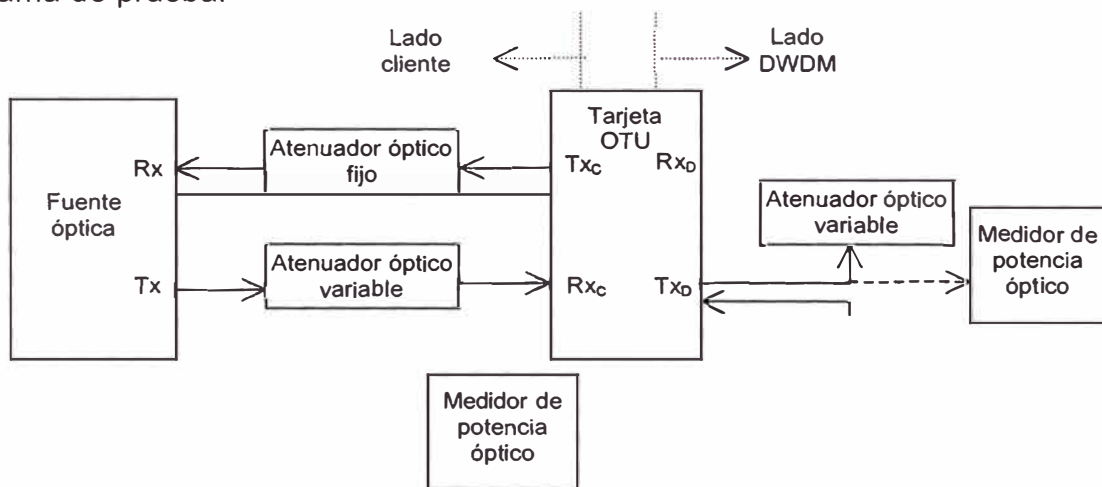 de prueba.
Lado
cliente
Lado
DWDM
Tarjeta
OTU
Rx
Atenuador óptico
fijo
Tx_C
Rx_D
Fuente
óptica
Atenuador óptico
variable
Medidor de
potencia
óptico
Tx
Atenuador óptico
variable
Rx_C
Tx_D
Medidor de
potencia
óptico